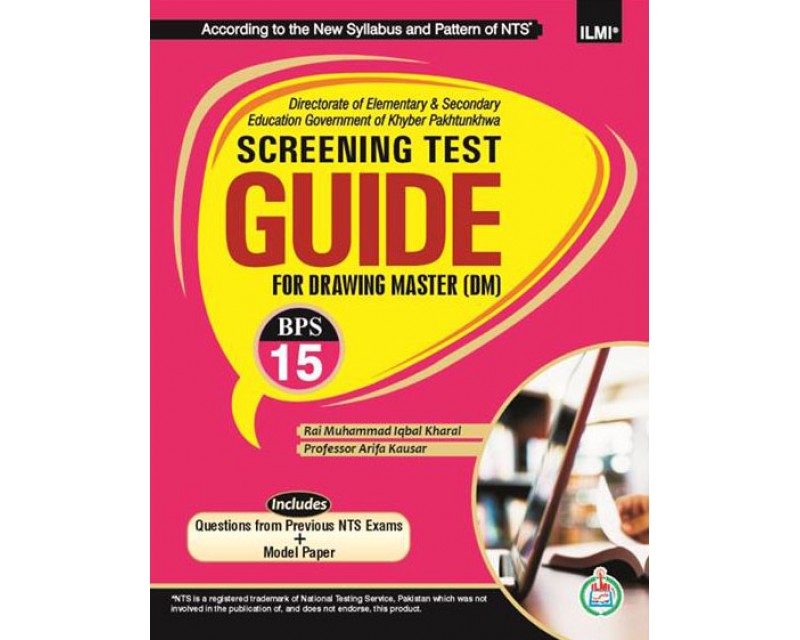 According to the New Syllabus and Pattern of NTS*
ILMI®
Directorate of Elementary & Secondary
Education Government of Khyber Pakhtunkhwa
SCREENING TEST
GUIDE
FOR DRAWING MASTER (DM)
BPS
15
Rai Muhammad Iqbal Kharal
Professor Arifa Kausar
Includes
Questions from Previous NTS Exams
+
Model Paper
*NTS is a registered trademark of National Testing Service, Pakistan which was not
involved in the publication of, and does not endorse, this product.